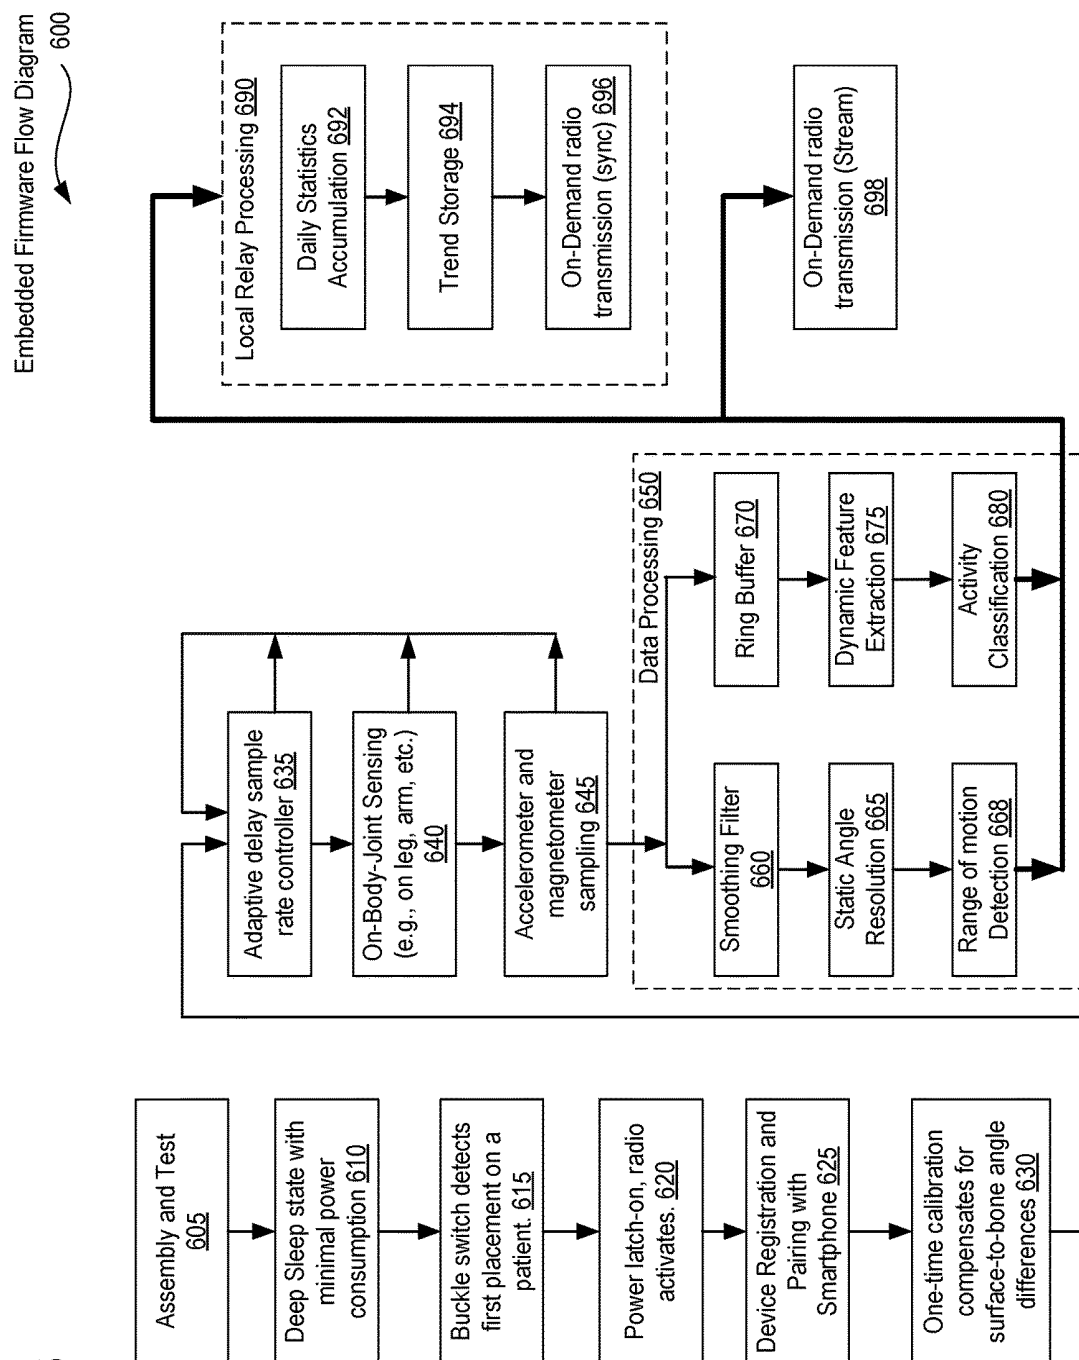 Embedded Firmware Flow Diagram
600
Assembly and Test
605
Deep Sleep state with
minimal power
consumption 610
Buckle switch detects
first placement on a
patient. 615
Power latch-on, radio
activates. 620
Device Registration and
Pairing with
Smartphone 625
One-time calibration
compensates for
surface-to-bone angle
differences 630
Adaptive delay sample
rate controller 635
On-Body-Joint Sensing
(e.g., on leg, arm, etc.)
640
Accelerometer and
magnetometer
sampling 645
Data Processing 650
Smoothing Filter
660
Static Angle
Resolution 665
Range of motion
Detection 668
Ring Buffer 670
Dynamic Feature
Extraction 675
Activity
Classification 680
Local Relay Processing 690
Daily Statistics
Accumulation 692
Trend Storage 694
On-Demand radio
transmission (sync) 696
On-Demand radio
transmission (Stream)
698